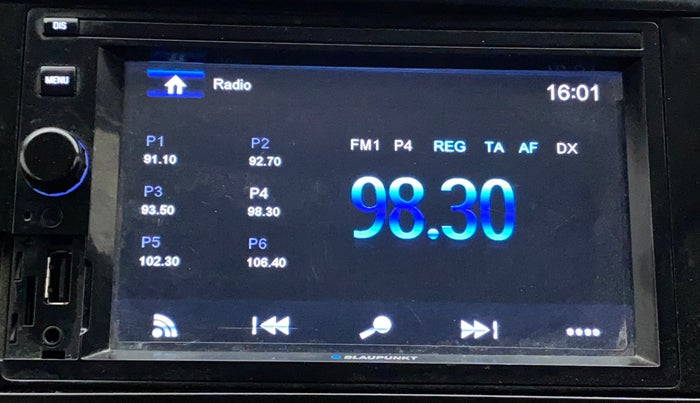 DIS
MENU
Radio
16:01
P1
91.10
P2
92.70
P3
93.50
P4
98.30
P5
102.30
P6
106.40
FM1 P4 REG TA AF DX
98.30
BLAUPUNKT